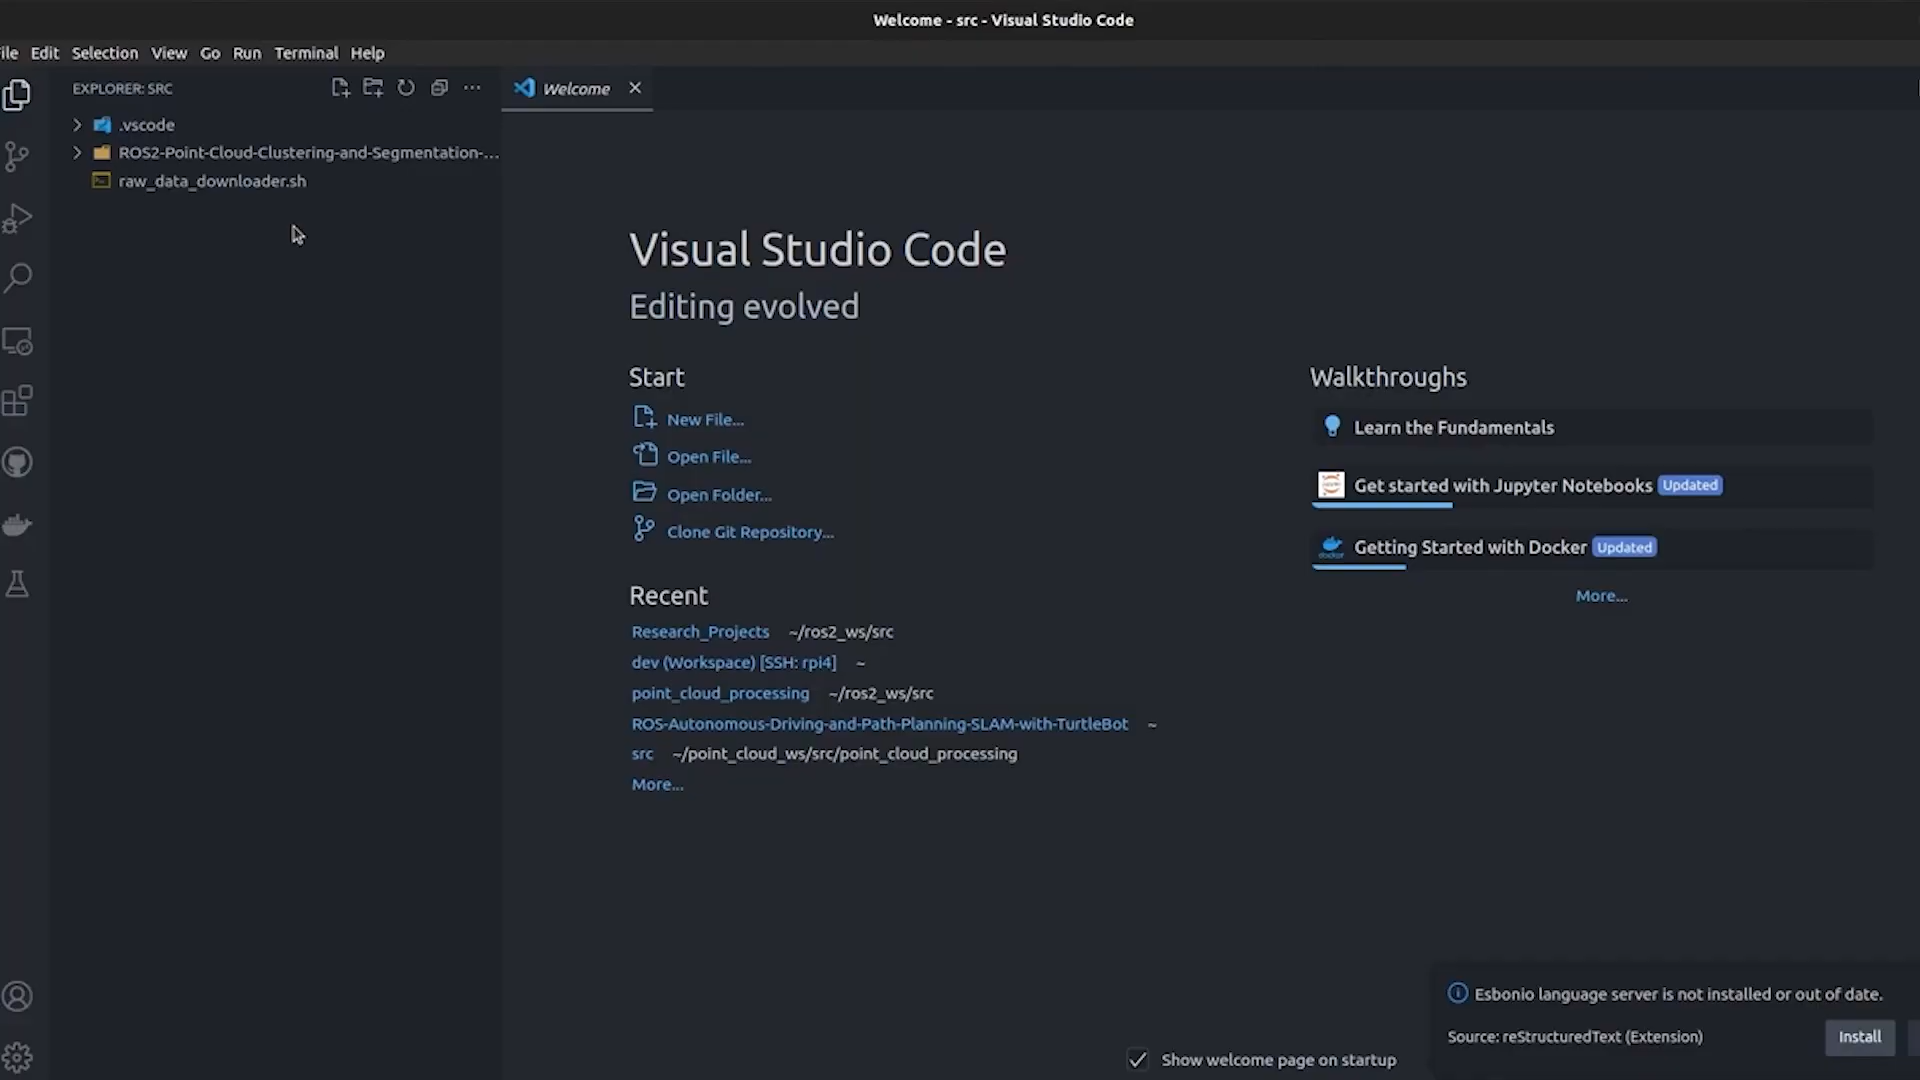 Welcome - src - Visual Studio Code
ile Edit Selection View Go Run Terminal Help
EXPLORER: SRC
Welcome
.vscode
ROS2-Point-Cloud-Clustering-and-Segmentation-...
raw_data_downloader.sh
Visual Studio Code
Editing evolved
Start
New File...
Open File...
Open Folder...
Clone Git Repository...
Recent
Research_Projects ~/ros2_ws/src
dev (Workspace) [SSH: rpi4] ~
point_cloud_processing ~/ros2_ws/src
ROS-Autonomous-Driving-and-Path-Planning-SLAM-with-TurtleBot ~
src ~/point_cloud_ws/src/point_cloud_processing
More...
Walkthroughs
Learn the Fundamentals
Get started with Jupyter Notebooks Updated
Getting Started with Docker Updated
More...
Esbonio language server is not installed or out of date.
Source: reStructuredText (Extension)
Install
Show welcome page on startup